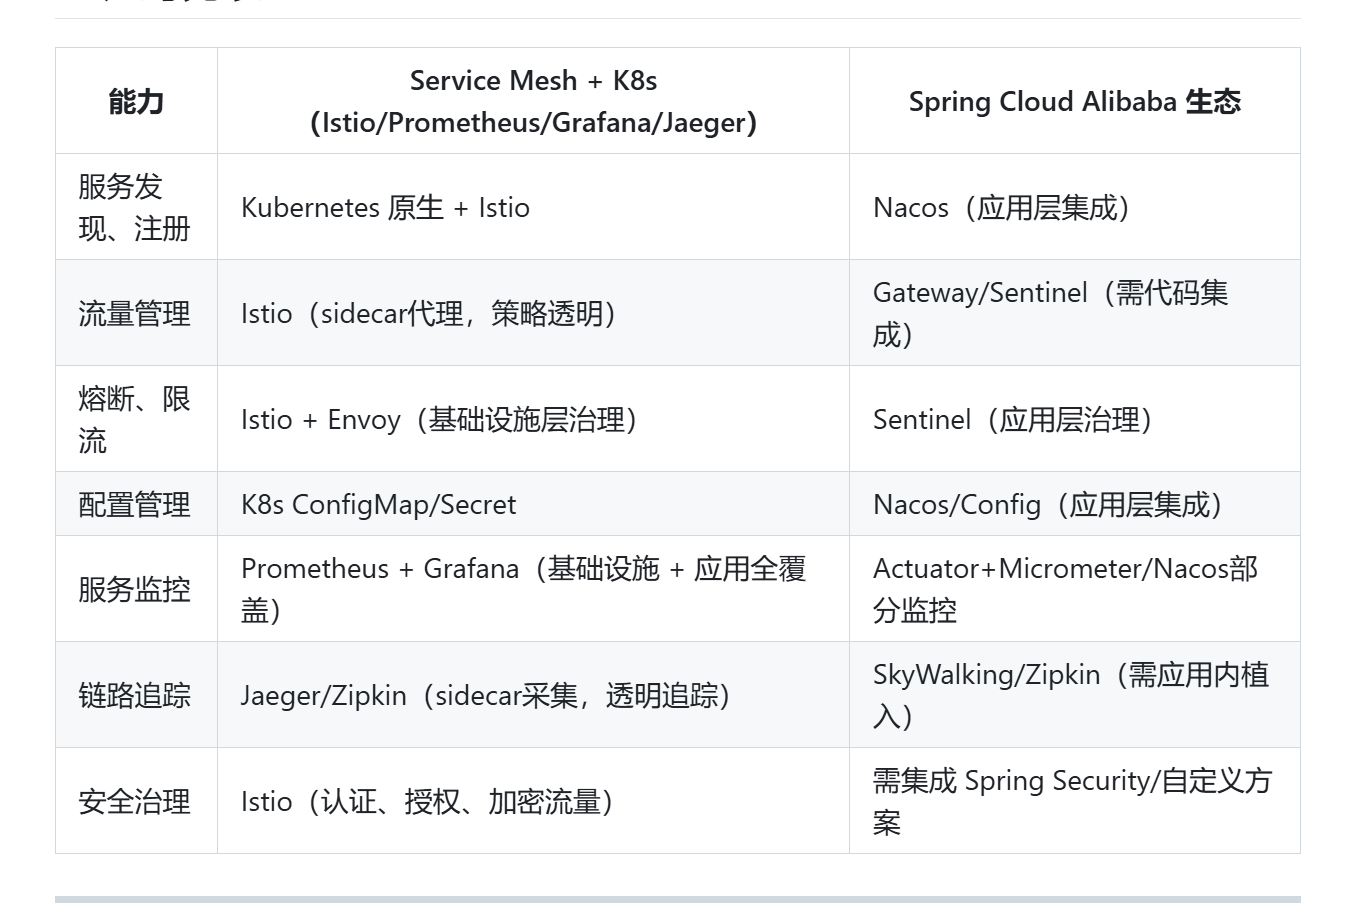 能力
Service Mesh + K8s
（Istio/Prometheus/Grafana/Jaeger）
Spring Cloud Alibaba 生态
服务发
现、注册
Kubernetes 原生 + Istio
Nacos（应用层集成）
流量管理
Istio（sidecar代理，策略透明）
Gateway/Sentinel（需代码集
成）
熔断、限
流
Istio + Envoy（基础设施层治理）
Sentinel（应用层治理）
配置管理
K8s ConfigMap/Secret
Nacos/Config（应用层集成）
服务监控
Prometheus + Grafana（基础设施 + 应用全覆
盖）
Actuator+Micrometer/Nacos部
分监控
链路追踪
Jaeger/Zipkin（sidecar采集，透明追踪）
SkyWalking/Zipkin（需应用内植
入）
安全治理
Istio（认证、授权、加密流量）
需集成 Spring Security/自定义方
案